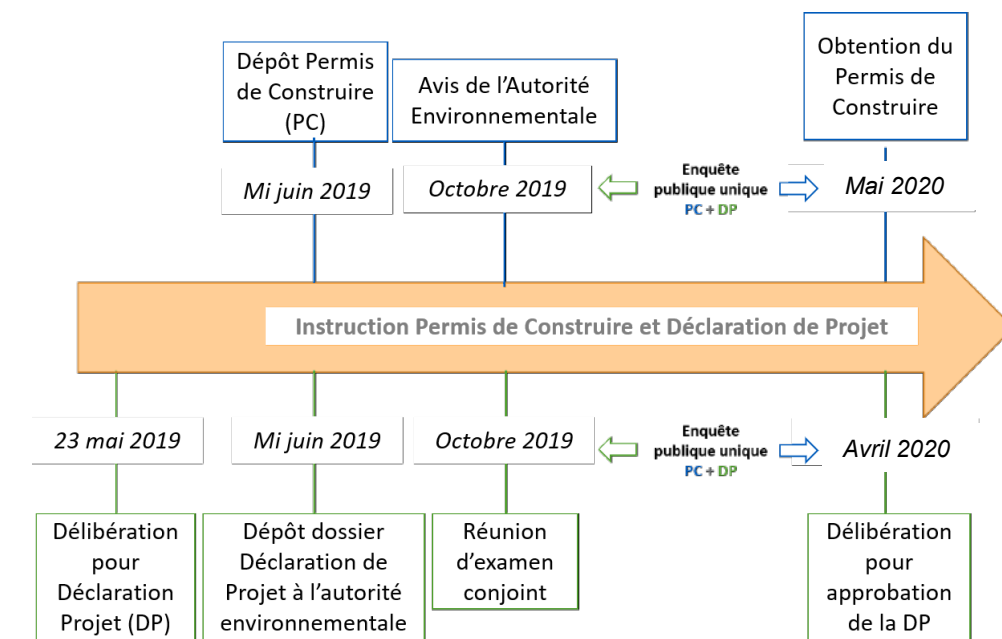 Dépôt Permis
de Construire
(PC)
Avis de l'Autorité
Environnementale
Obtention du
Permis de
Construire
Mi juin 2019
Octobre 2019
Enquête
publique unique
PC + DP
Mai 2020
Instruction Permis de Construire et Déclaration de Projet
23 mai 2019
Mi juin 2019
Octobre 2019
Enquête
publique unique
PC + DP
Avril 2020
Délibération
pour
Déclaration
Projet (DP)
Dépôt dossier
Déclaration de
Projet à l'autorité
environnementale
Réunion
d'examen
conjoint
Délibération
pour
approbation
de la DP